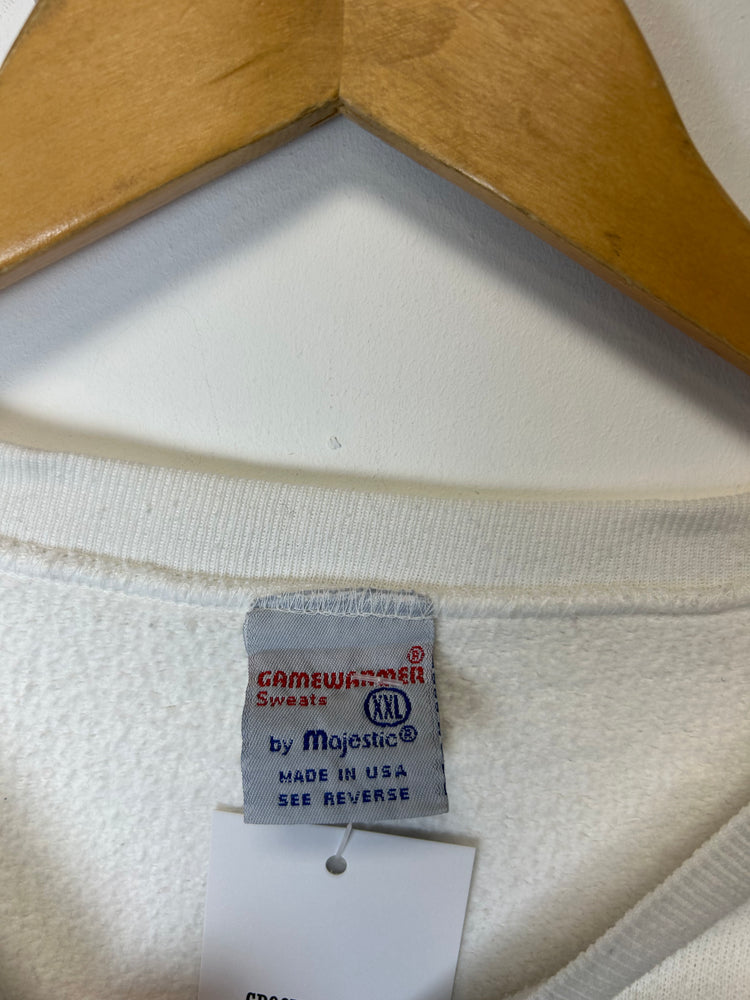 GAMEWARMER®
Sweats XXL
by Majestic®
MADE IN USA
SEE REVERSE